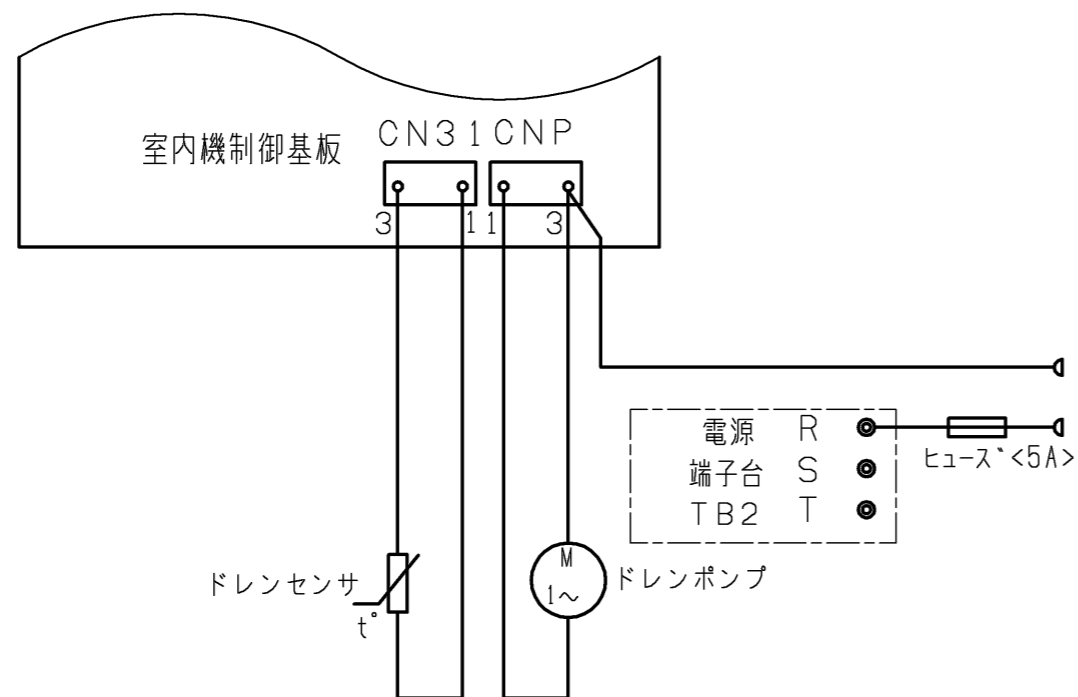 CN31 CNP
室内機制御基板
3 1 1 3
電源 R
ヒューズ<5A>
端子台 S
TB2 T
M
1~
ドレンポンプ
ドレンセンサ
t°